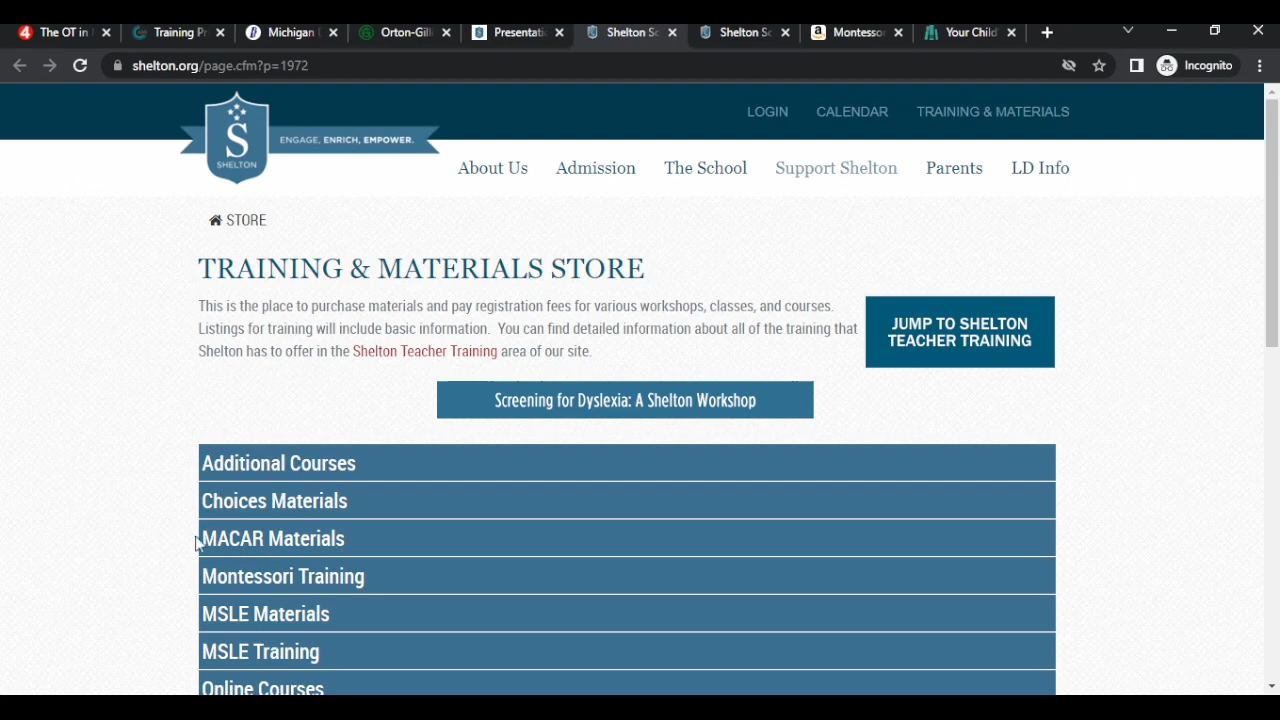 The OT in
Training Pr
Michigan
Orton-Gilli
Presentati
Shelton Sc
Shelton Sc
Montessor
Your Child
shelton.org/page.cfm?p=1972
Incognito
LOGIN CALENDAR TRAINING & MATERIALS
S
SHELTON
ENGAGE, ENRICH, EMPOWER.
About Us Admission The School Support Shelton Parents LD Info
STORE
TRAINING & MATERIALS STORE
This is the place to purchase materials and pay registration fees for various workshops, classes, and courses.
Listings for training will include basic information. You can find detailed information about all of the training that
Shelton has to offer in the Shelton Teacher Training area of our site.
JUMP TO SHELTON
TEACHER TRAINING
Screening for Dyslexia: A Shelton Workshop
Additional Courses
Choices Materials
MACAR Materials
Montessori Training
MSLE Materials
MSLE Training
Online Courses